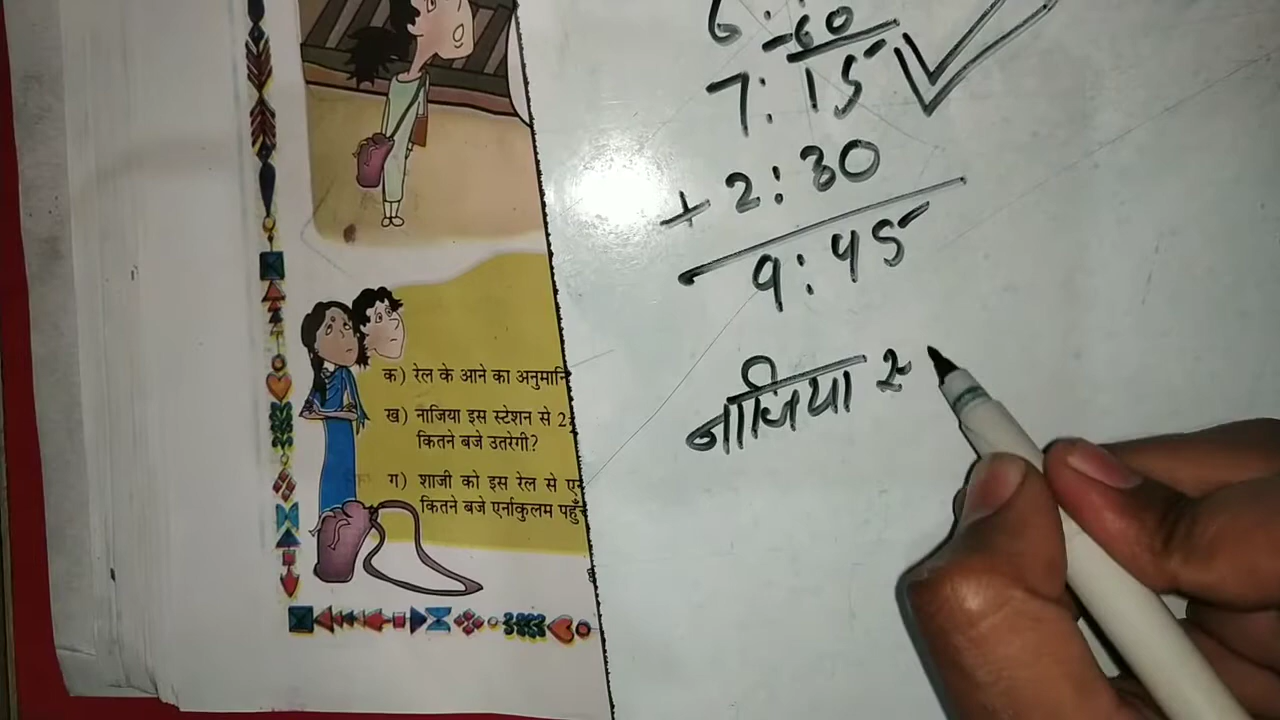 क) रेल के आने का अनुमानि
ख) नाजिया इस स्टेशन से 2
कितने बजे उतरेगी?
ग) शाजी को इस रेल से एन
कितने बजे एर्नाकुलम पहुँच
6:
-60
7: 15
+ 2:30
9:45
नाजिया